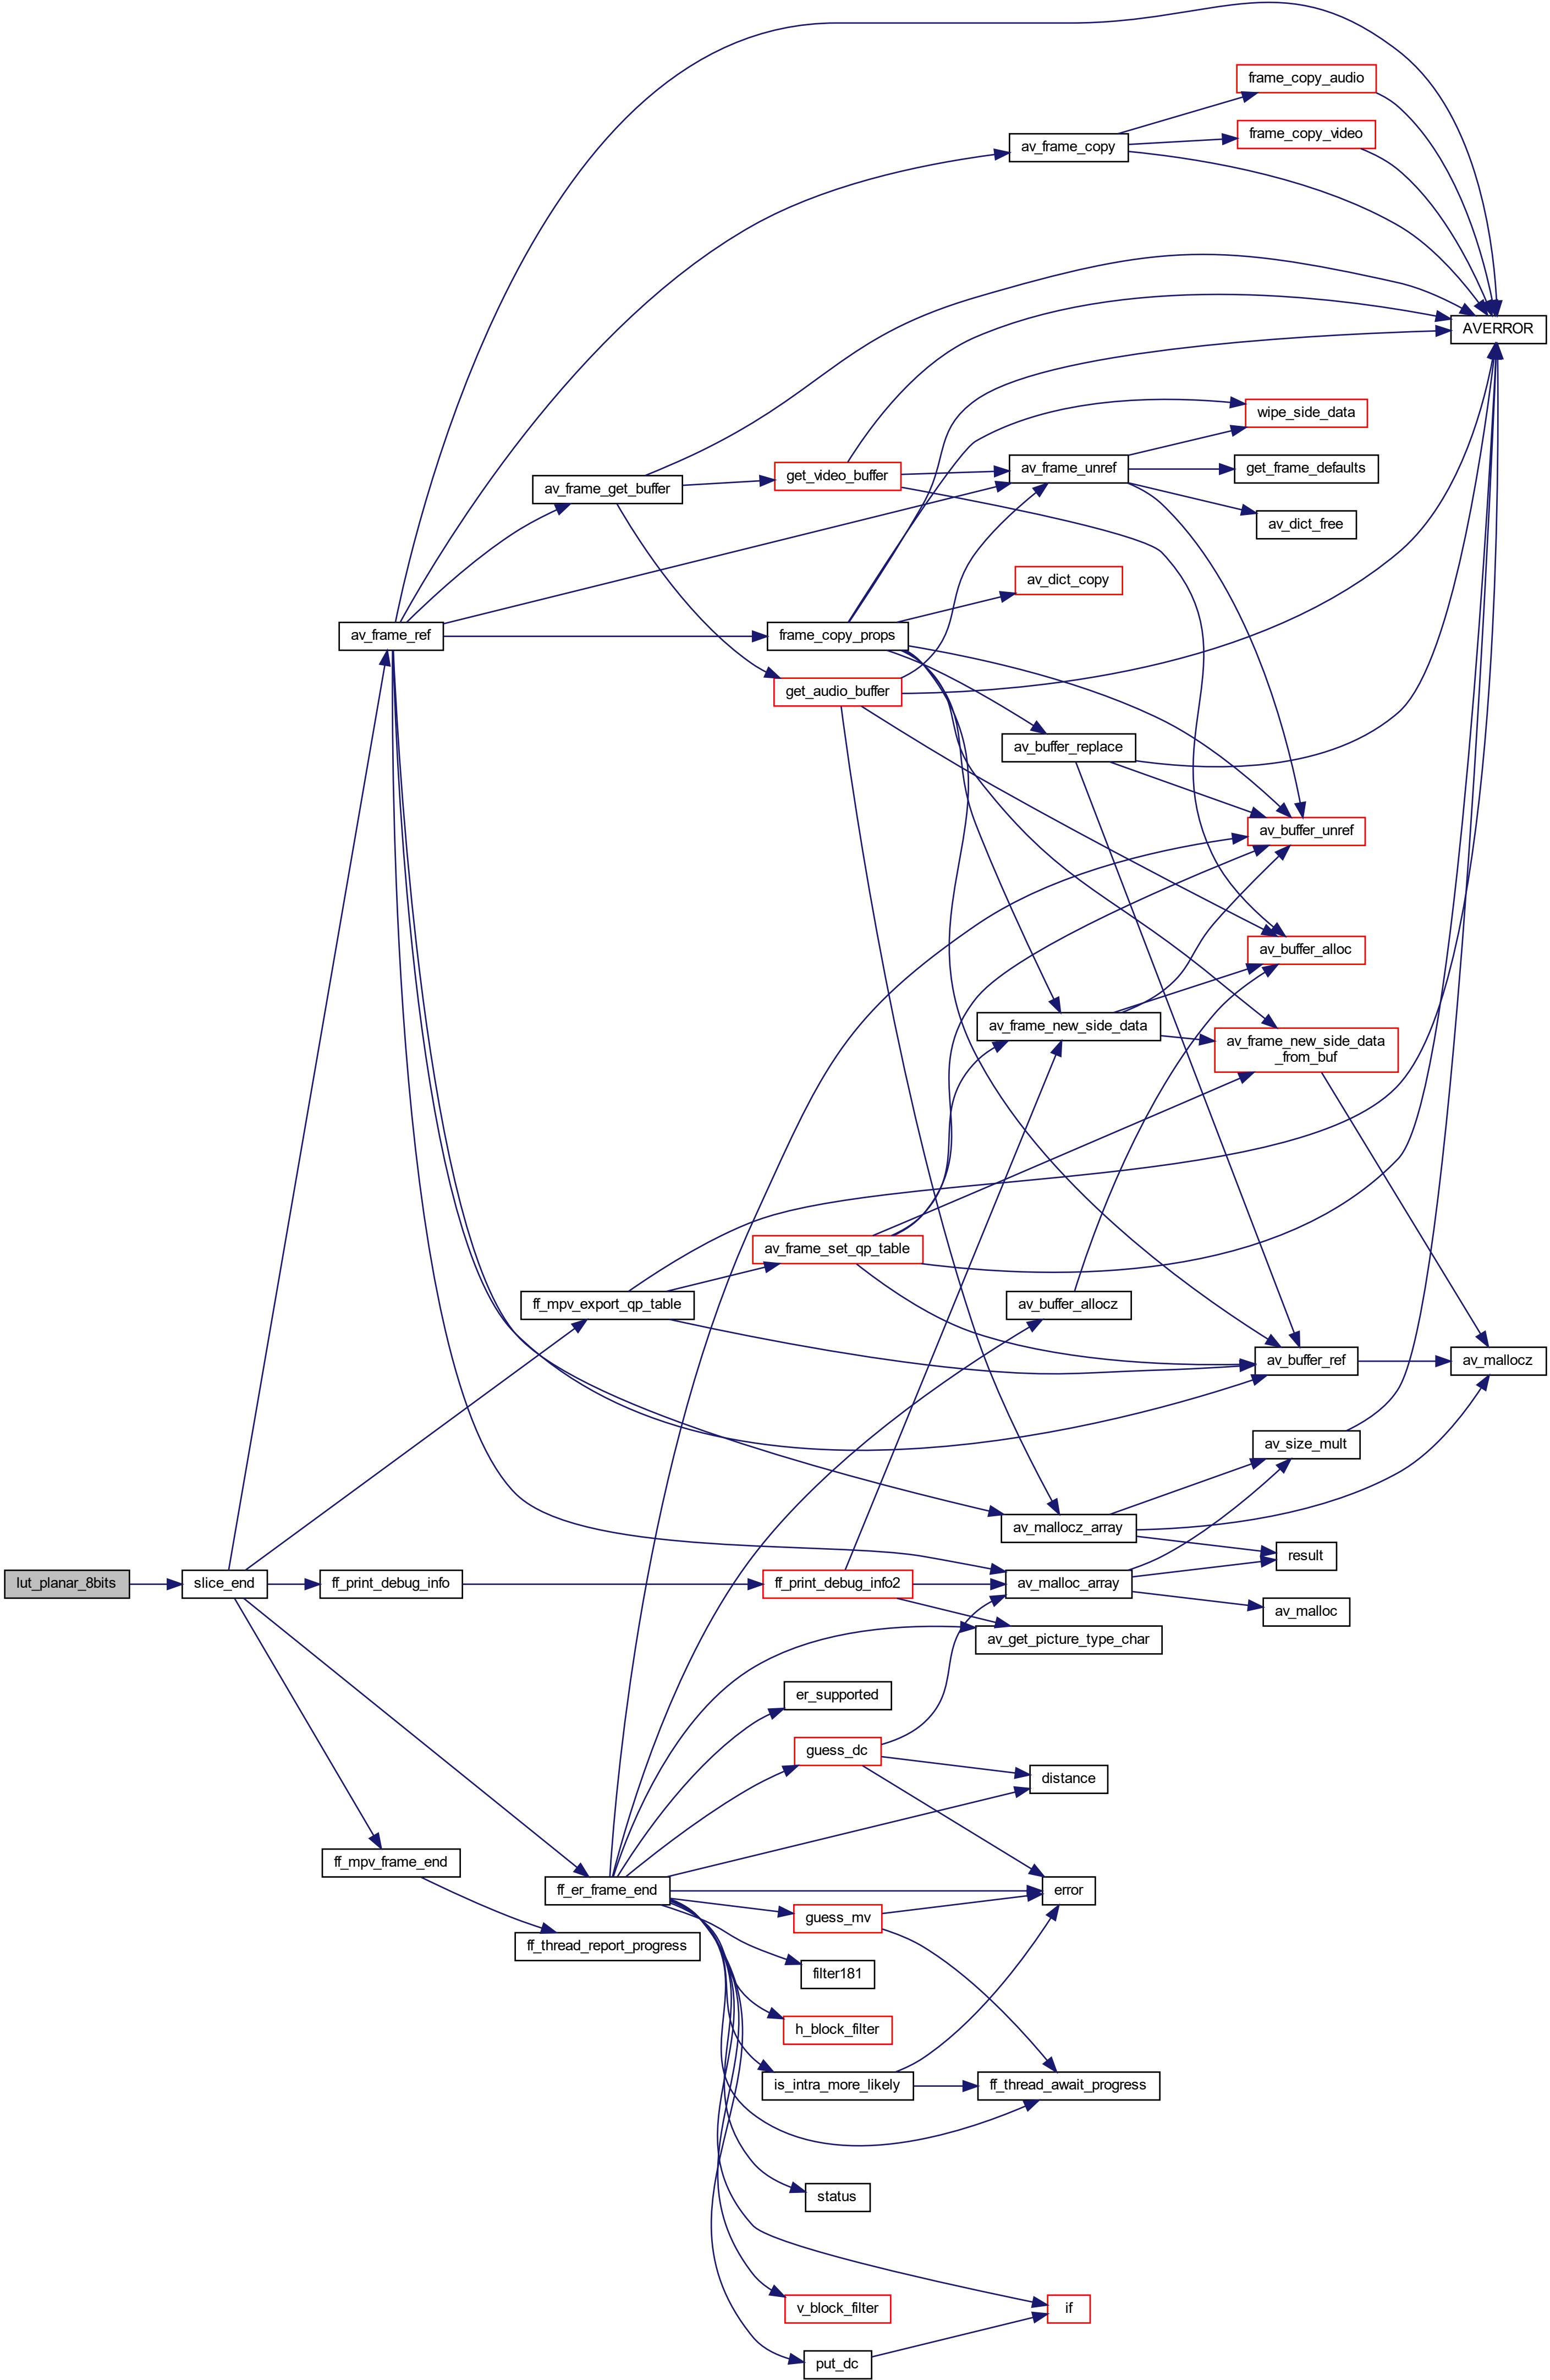 frame_copy_audio
frame_copy_video
av_frame_copy
AVERROR
wipe_side_data
av_frame_unref
get_frame_defaults
get_video_buffer
av_frame_get_buffer
av_dict_free
av_dict_copy
av_frame_ref
frame_copy_props
get_audio_buffer
av_buffer_replace
av_buffer_unref
av_buffer_alloc
av_frame_new_side_data
av_frame_new_side_data
_from_buf
av_frame_set_qp_table
ff_mpv_export_qp_table
av_buffer_allocz
av_buffer_ref
av_mallocz
av_size_mult
av_mallocz_array
result
lut_planar_8bits
slice_end
ff_print_debug_info
ff_print_debug_info2
av_malloc_array
av_malloc
av_get_picture_type_char
er_supported
guess_dc
distance
ff_mpv_frame_end
ff_er_frame_end
error
guess_mv
ff_thread_report_progress
filter181
h_block_filter
is_intra_more_likely
ff_thread_await_progress
status
v_block_filter
if
put_dc